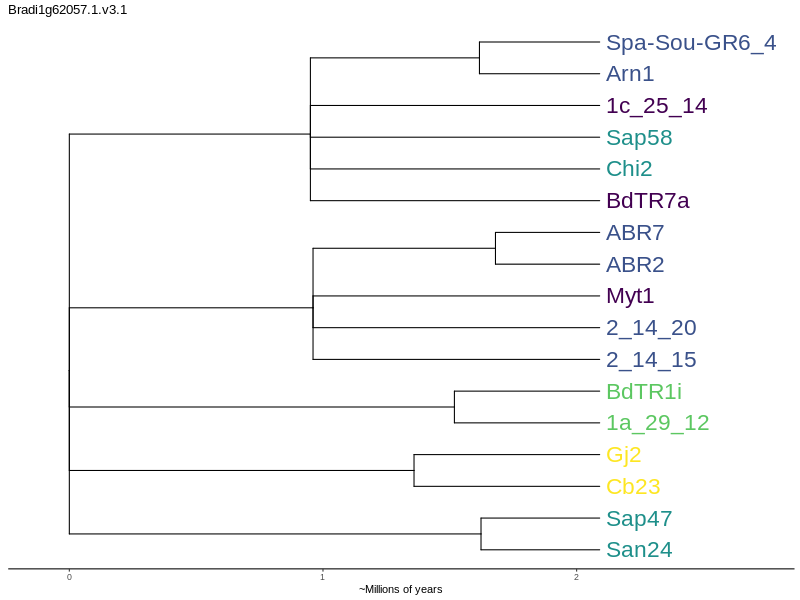 Bradi1g62057.1.v3.1
Spa-Sou-GR6_4
Arn1
1c_25_14
Sap58
Chi2
BdTR7a
ABR7
ABR2
Myt1
2_14_20
2_14_15
BdTR1i
1a_29_12
Gj2
Cb23
Sap47
San24
0 1 2
~Millions of years